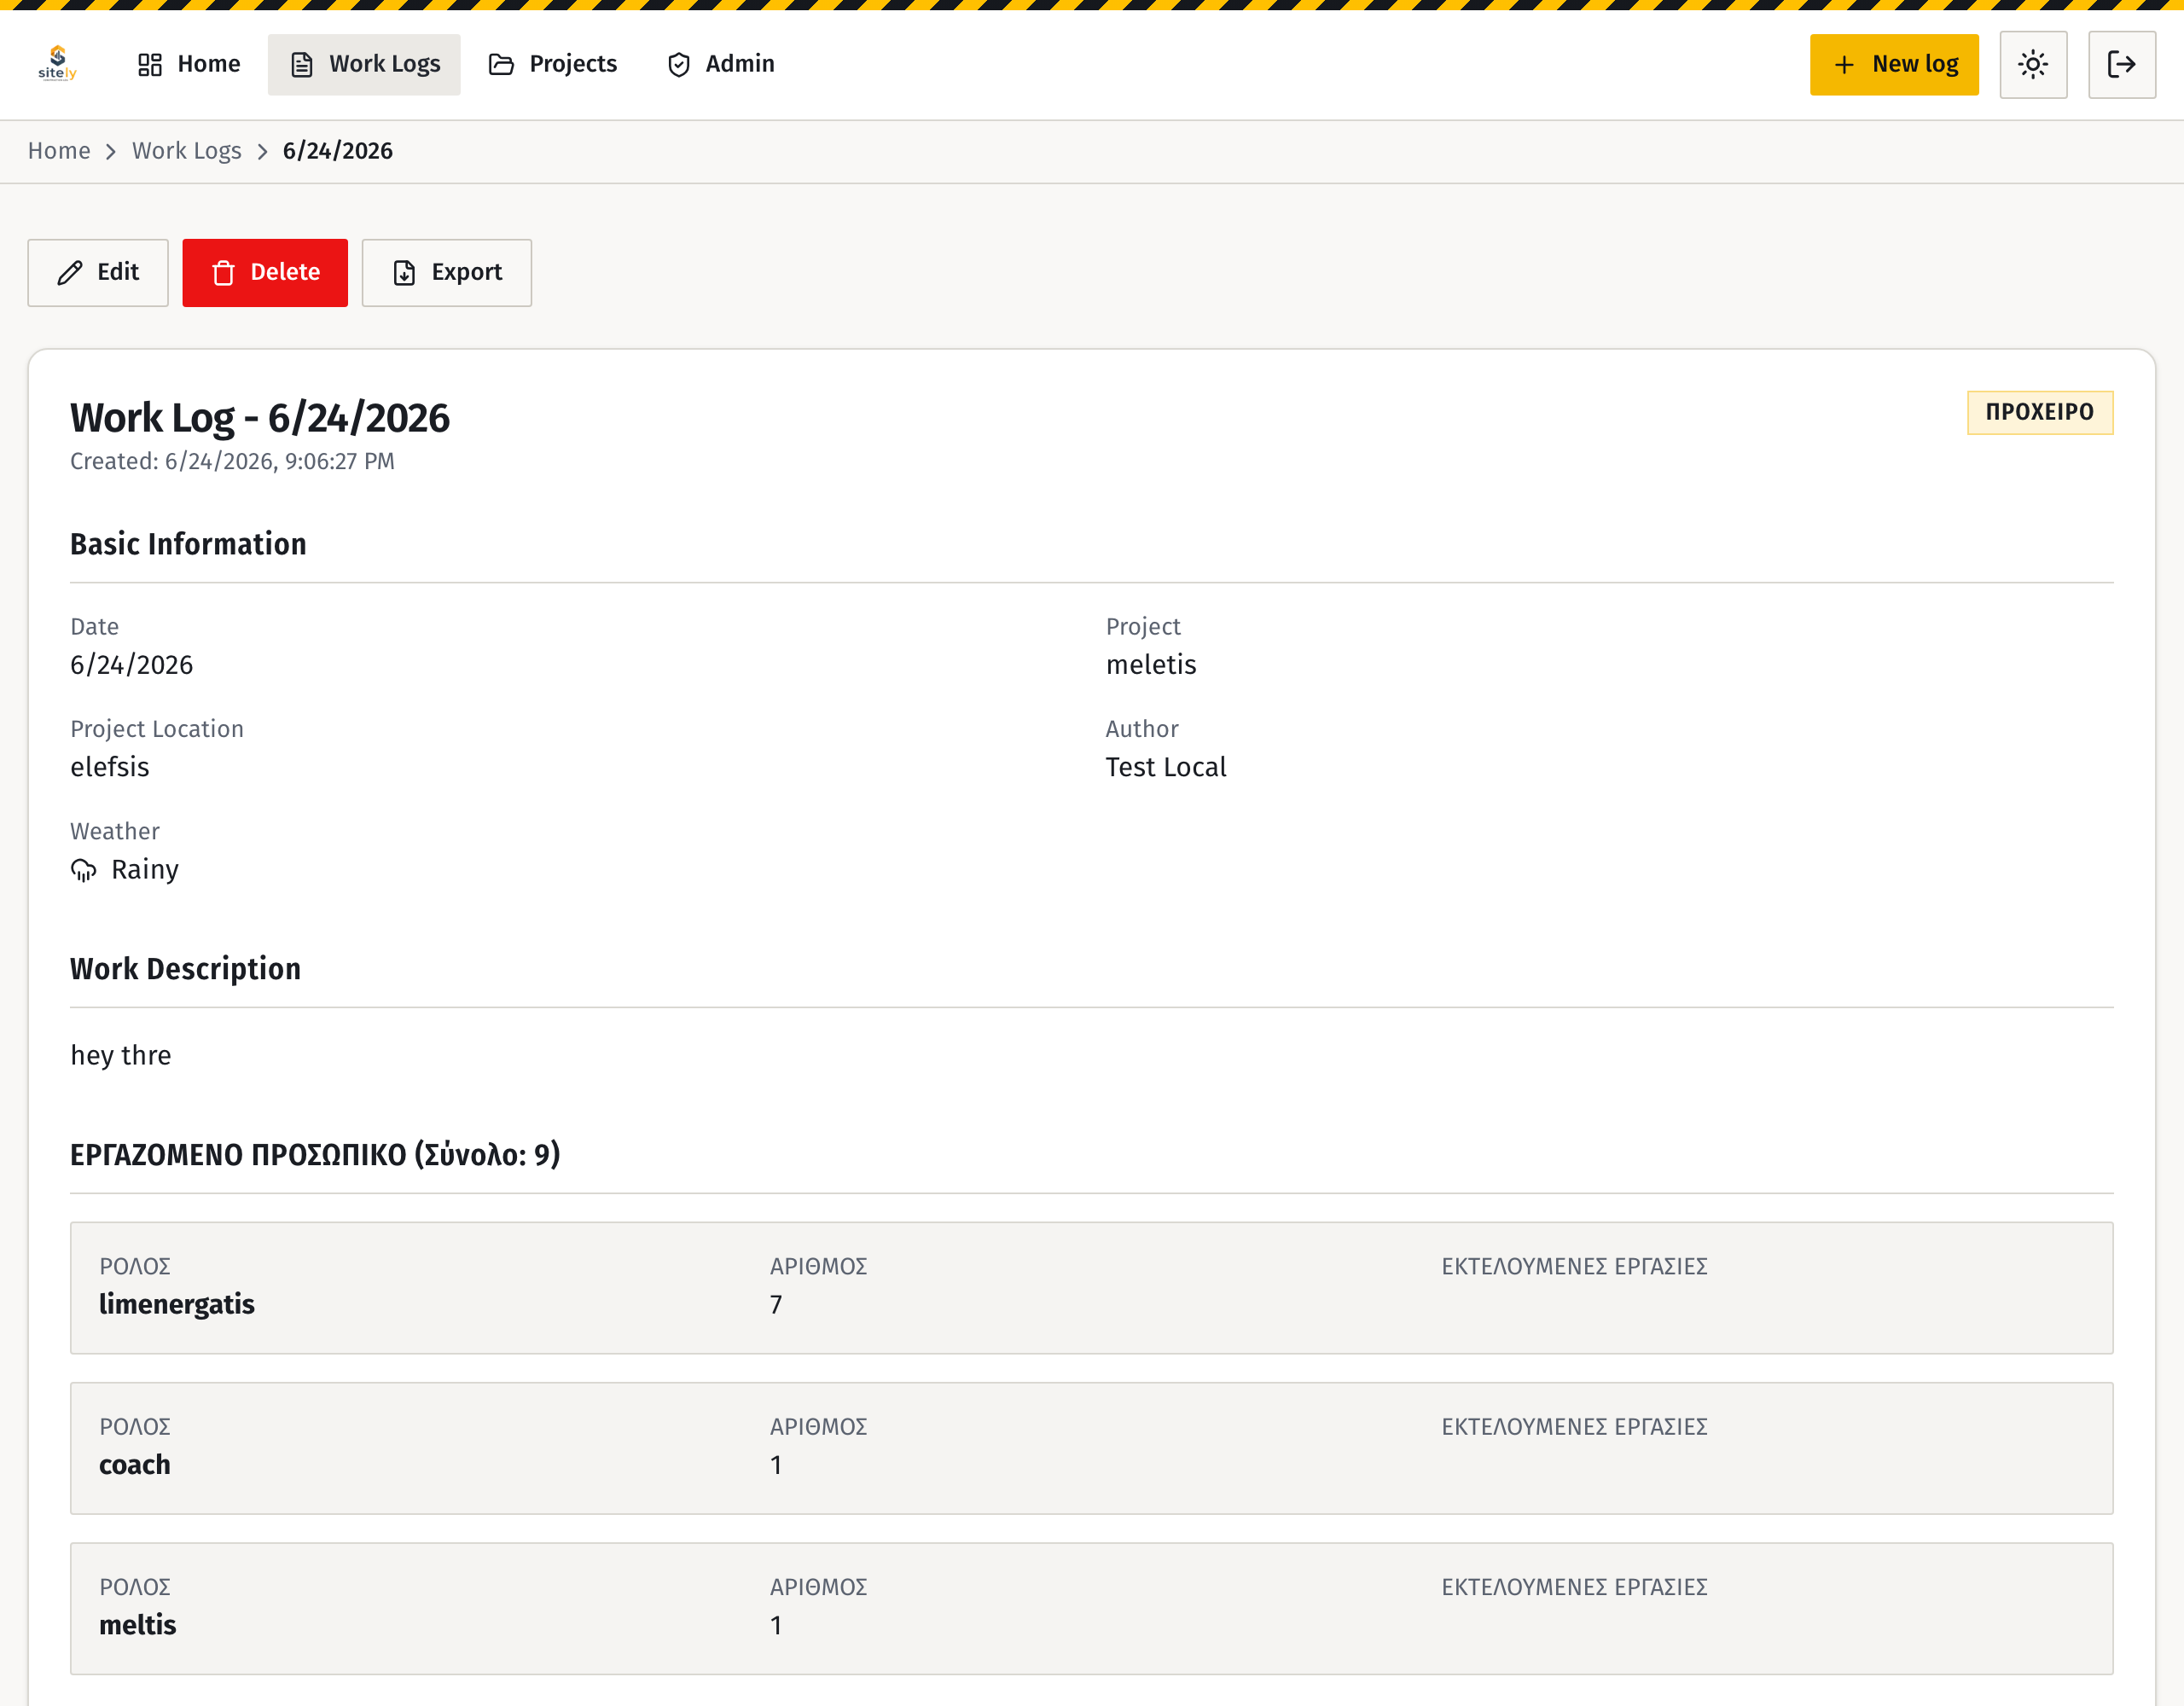 sitely
Home
Work Logs
Projects
Admin
New log
Home > Work Logs > 6/24/2026
Edit
Delete
Export
Work Log - 6/24/2026
ΠΡΟΧΕΙΡΟ
Created: 6/24/2026, 9:06:27 PM
Basic Information
Date
6/24/2026
Project
meletis
Project Location
elefsis
Author
Test Local
Weather
Rainy
Work Description
hey thre
ΕΡΓΑΖΟΜΕΝΟ ΠΡΟΣΩΠΙΚΟ (Σύνολο: 9)
ΡΟΛΟΣ
limenergatis
ΑΡΙΘΜΟΣ
7
ΕΚΤΕΛΟΥΜΕΝΕΣ ΕΡΓΑΣΙΕΣ
ΡΟΛΟΣ
coach
ΑΡΙΘΜΟΣ
1
ΕΚΤΕΛΟΥΜΕΝΕΣ ΕΡΓΑΣΙΕΣ
ΡΟΛΟΣ
meltis
ΑΡΙΘΜΟΣ
1
ΕΚΤΕΛΟΥΜΕΝΕΣ ΕΡΓΑΣΙΕΣ